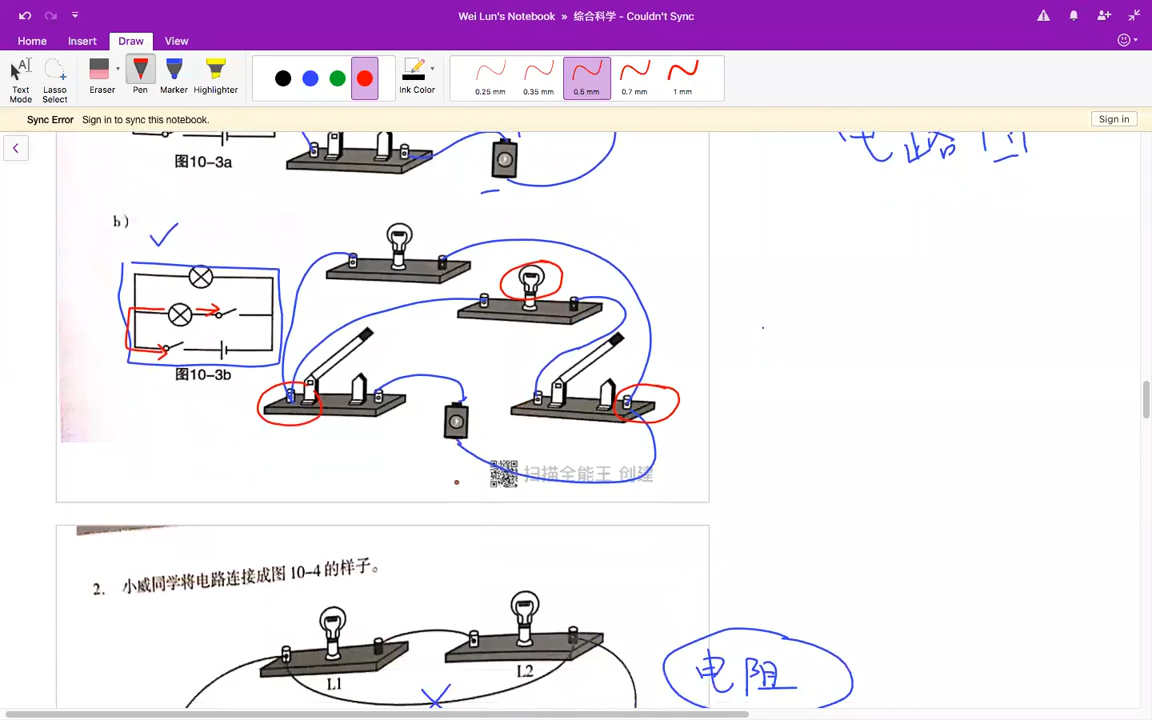 Wei Lun's Notebook » 综合科学 - Couldn't Sync
Home Insert Draw View
Text Mode
Lasso Select
Eraser
Pen
Marker
Highlighter
Ink Color
0.25 mm
0.35 mm
0.5 mm
0.7 mm
1 mm
Sync Error Sign in to sync this notebook.
Sign in
图10-3a
b)
图10-3b
扫描全能王 创建
2. 小威同学将电路连接成图 10-4 的样子。
L1
L2
电阻